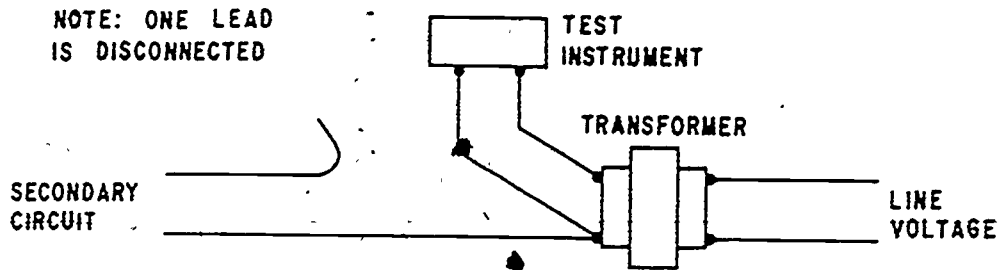 NOTE: ONE LEAD
IS DISCONNECTED
TEST
INSTRUMENT
TRANSFORMER
SECONDARY
CIRCUIT
LINE
VOLTAGE